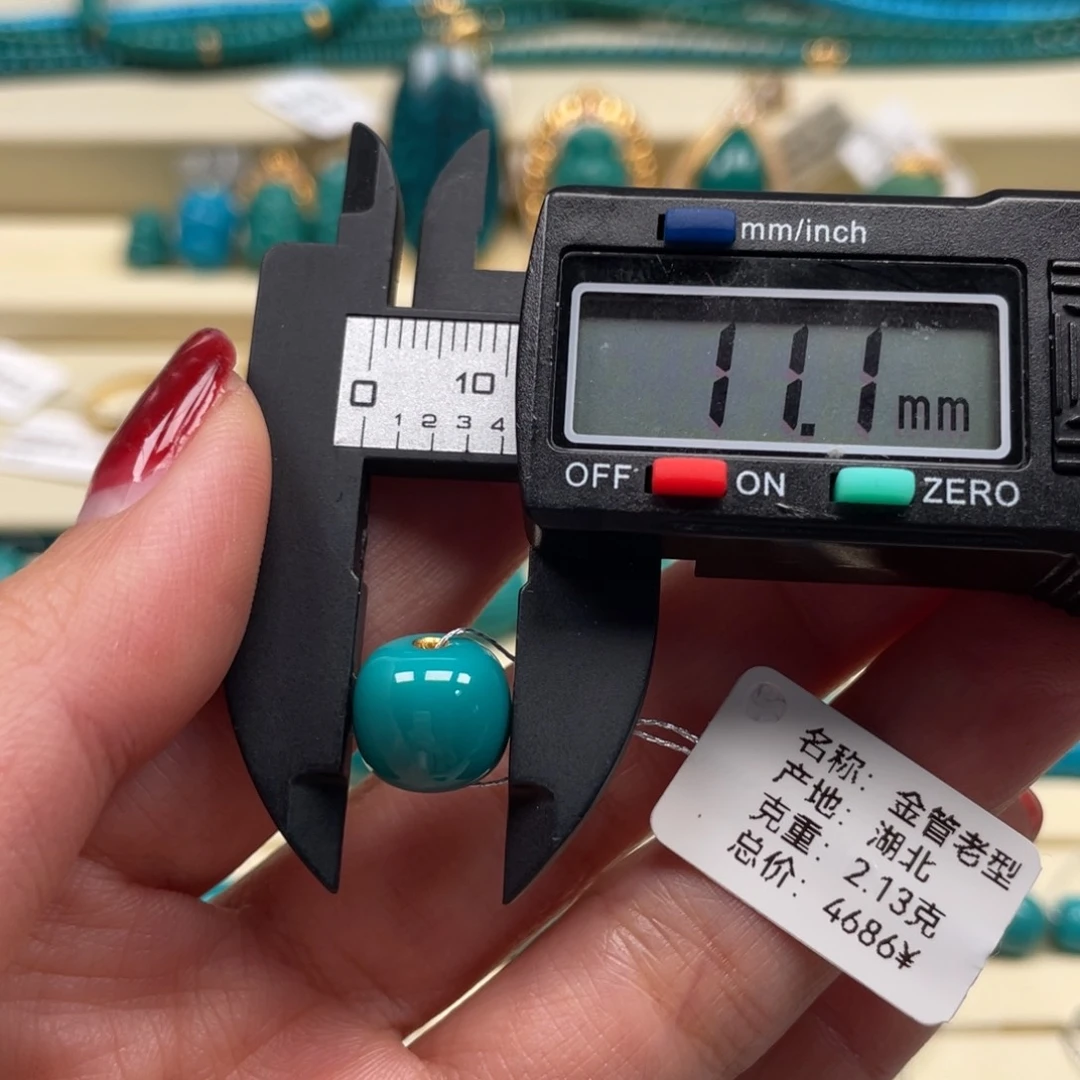 mm/inch
11.1 mm
OFF ON ZERO
0 10
1 2 3 4
名称: 金管老型
产地: 湖北
克重: 2.13克
总价: 4686¥